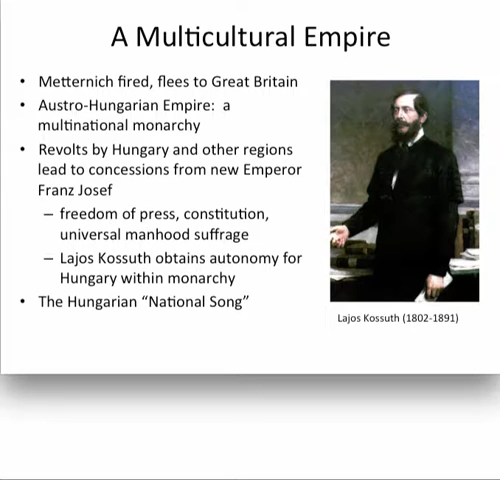 A Multicultural Empire
• Metternich fired, flees to Great Britain
• Austro-Hungarian Empire: a
multinational monarchy
• Revolts by Hungary and other regions
lead to concessions from new Emperor
Franz Josef
– freedom of press, constitution,
universal manhood suffrage
– Lajos Kossuth obtains autonomy for
Hungary within monarchy
• The Hungarian “National Song”
Lajos Kossuth (1802-1891)